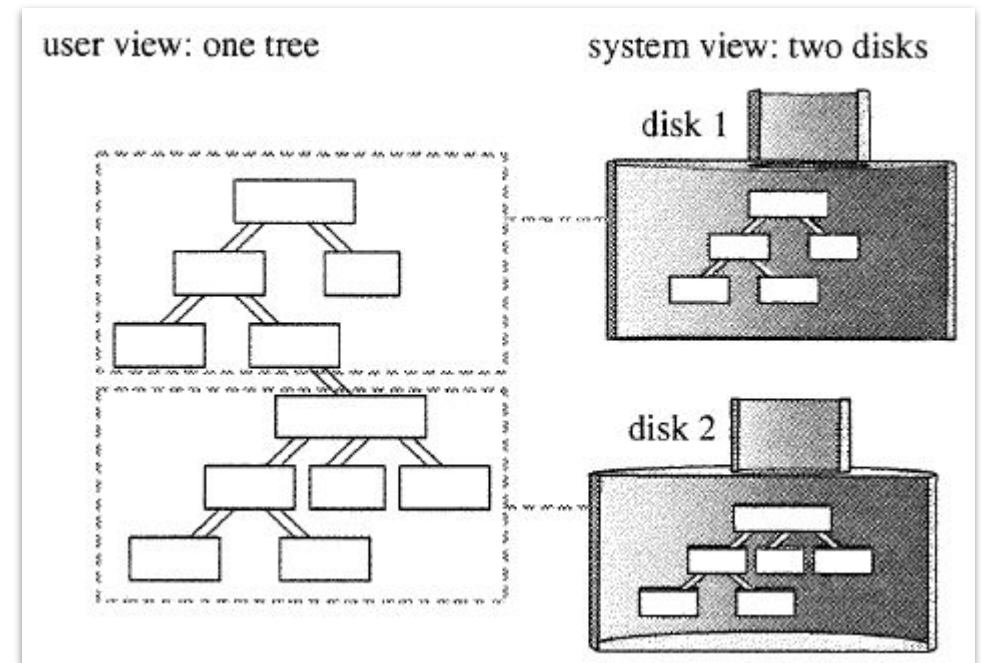 user view: one tree
system view: two disks
disk 1
disk 2